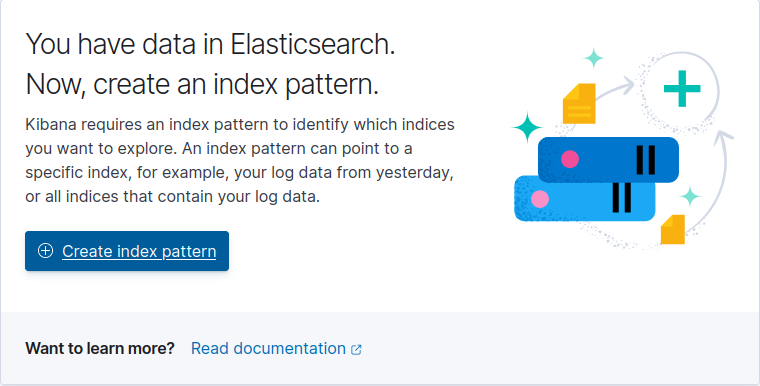 You have data in Elasticsearch.
Now, create an index pattern.
Kibana requires an index pattern to identify which indices
you want to explore. An index pattern can point to a
specific index, for example, your log data from yesterday,
or all indices that contain your log data.
Create index pattern
Want to learn more? Read documentation